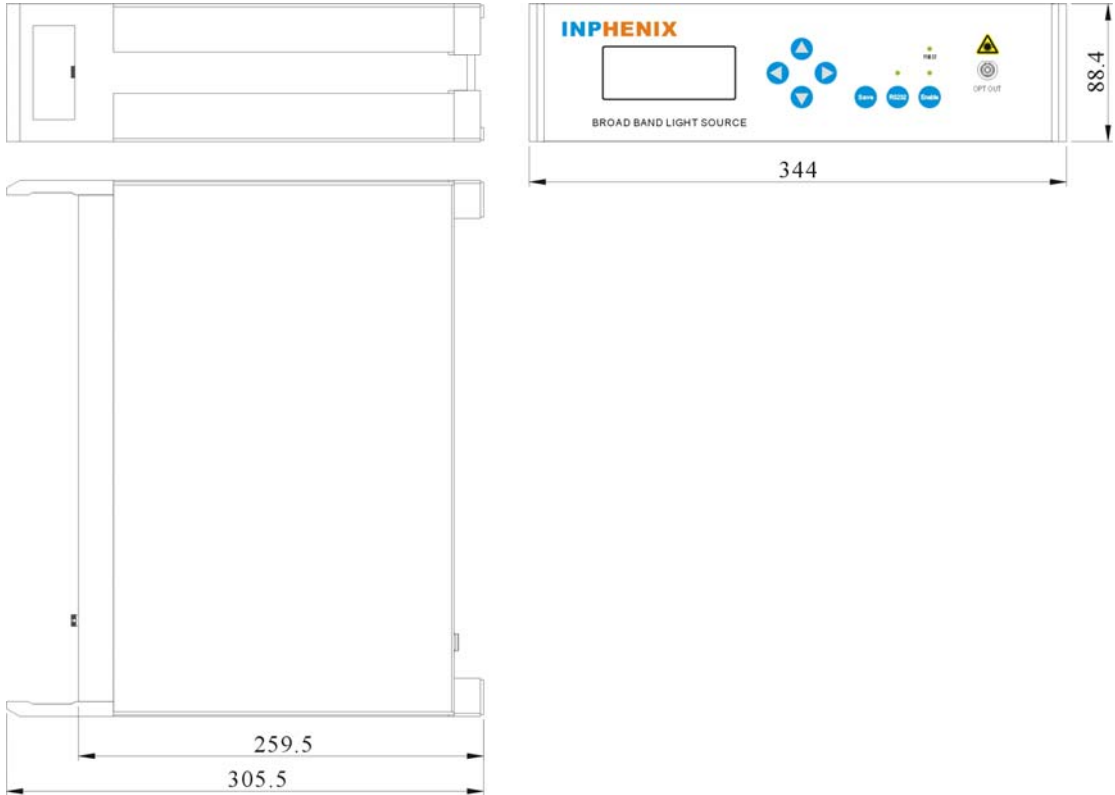 INPHENIX
BROAD BAND LIGHT SOURCE
Save
RS232
Enable
OPT OUT
88.4
344
259.5
305.5